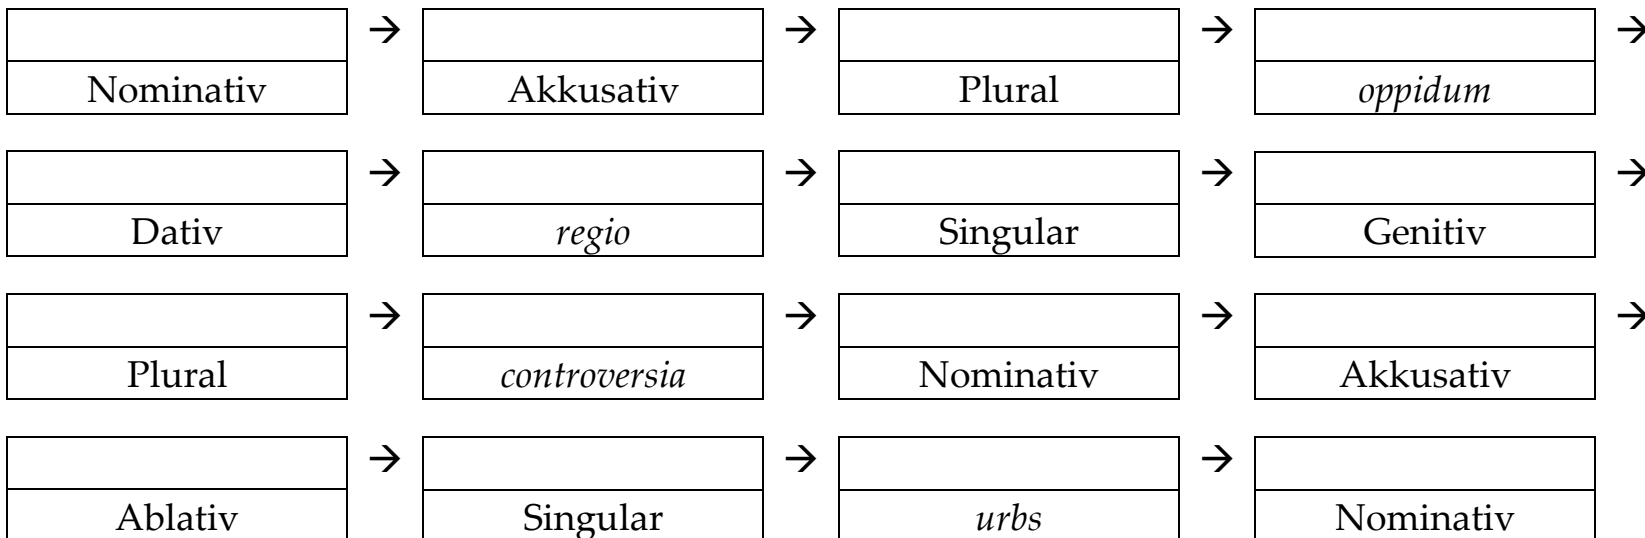 → → → →
Nominativ Akkusativ Plural oppidum
→ → → →
Dativ regio Singular Genitiv
→ → → →
Plural controversia Nominativ Akkusativ
→ → →
Ablativ Singular urbs Nominativ